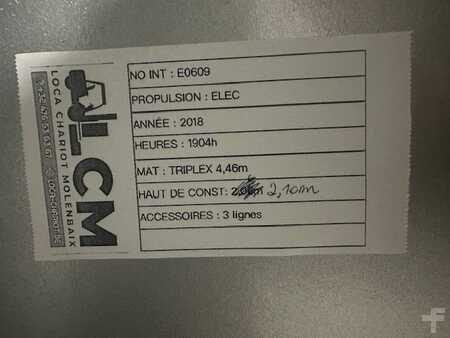 NO INT : E0609
PROPULSION : ELEC
ANNÉE : 2018
HEURES : 1904h
MAT : TRIPLEX 4,46m
HAUT DE CONST: 2,10m
ACCESSOIRES : 3 lignes
LCM
LOCA CHARIOT MOLENBAIX